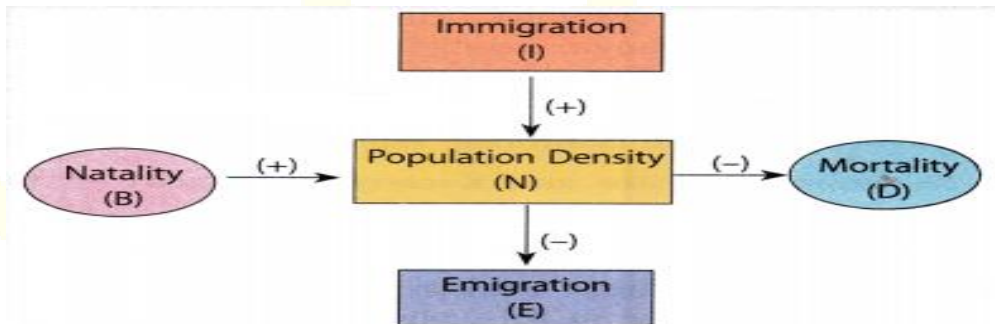 Immigration
(I)
(+)
Natality
(B)
(+)
Population Density
(N)
(−)
Mortality
(D)
(−)
Emigration
(E)